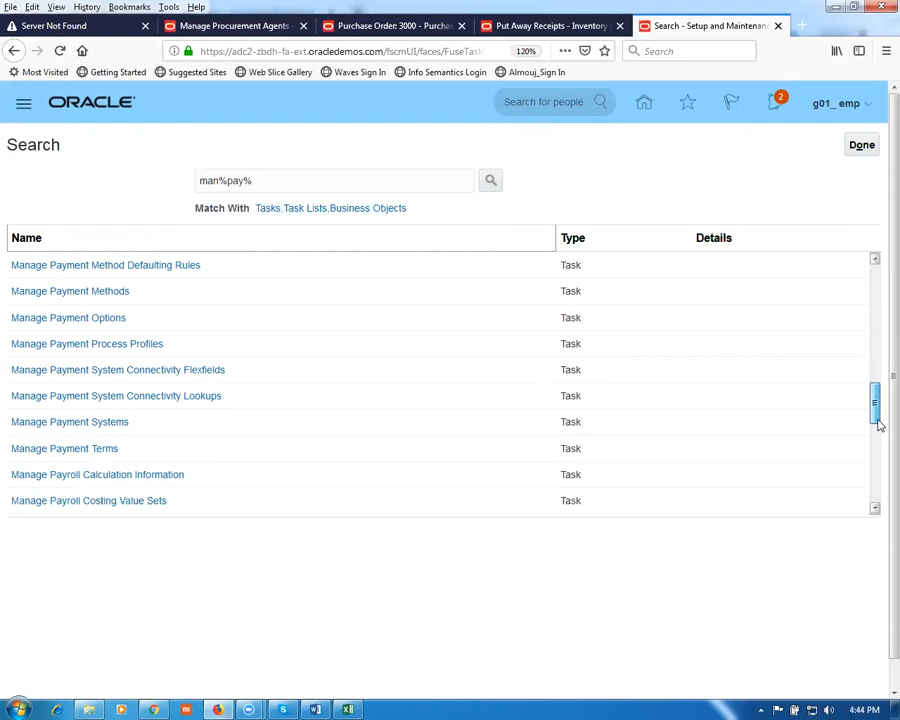 File Edit View History Bookmarks Tools Help
Server Not Found
Manage Procurement Agents -
Purchase Order: 3000 - Purcha
Put Away Receipts - Inventory
Search - Setup and Maintenanc
https://adc2-zbdh-fa-ext.oracledemos.com/fscmUI/faces/FuseTas
120%
Search
Most Visited Getting Started Suggested Sites Web Slice Gallery Waves Sign In Info Semantics Login Almouj_Sign In
ORACLE
Search for people
2
g01_ emp
Search
Done
man%pay%
Match With Tasks,Task Lists,Business Objects
Name Type Details
Manage Payment Method Defaulting Rules Task
Manage Payment Methods Task
Manage Payment Options Task
Manage Payment Process Profiles Task
Manage Payment System Connectivity Flexfields Task
Manage Payment System Connectivity Lookups Task
Manage Payment Systems Task
Manage Payment Terms Task
Manage Payroll Calculation Information Task
Manage Payroll Costing Value Sets Task
4:44 PM